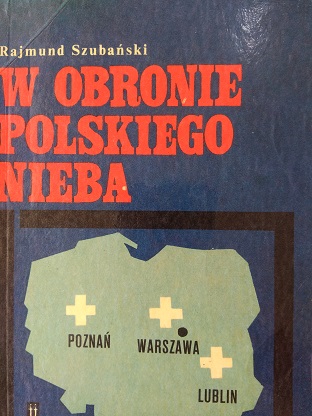 Rajmund Szubański
W OBRONIE
POLSKIEGO
NIEBA
POZNAŃ
WARSZAWA
LUBLIN